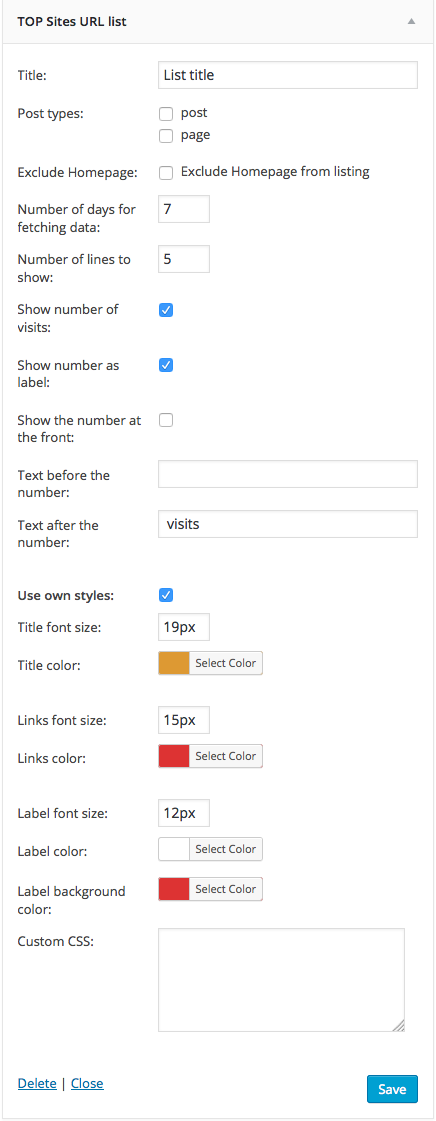 TOP Sites URL list
Title: List title
Post types: post
page
Exclude Homepage: Exclude Homepage from listing
Number of days for 7
fetching data:
Number of lines to 5
show:
Show number of
visits:
Show number as
label:
Show the number at
the front:
Text before the
number:
Text after the visits
number:
Use own styles:
Title font size: 19px
Title color: Select Color
Links font size: 15px
Links color: Select Color
Label font size: 12px
Label color: Select Color
Label background Select Color
color:
Custom CSS:
Delete | Close Save